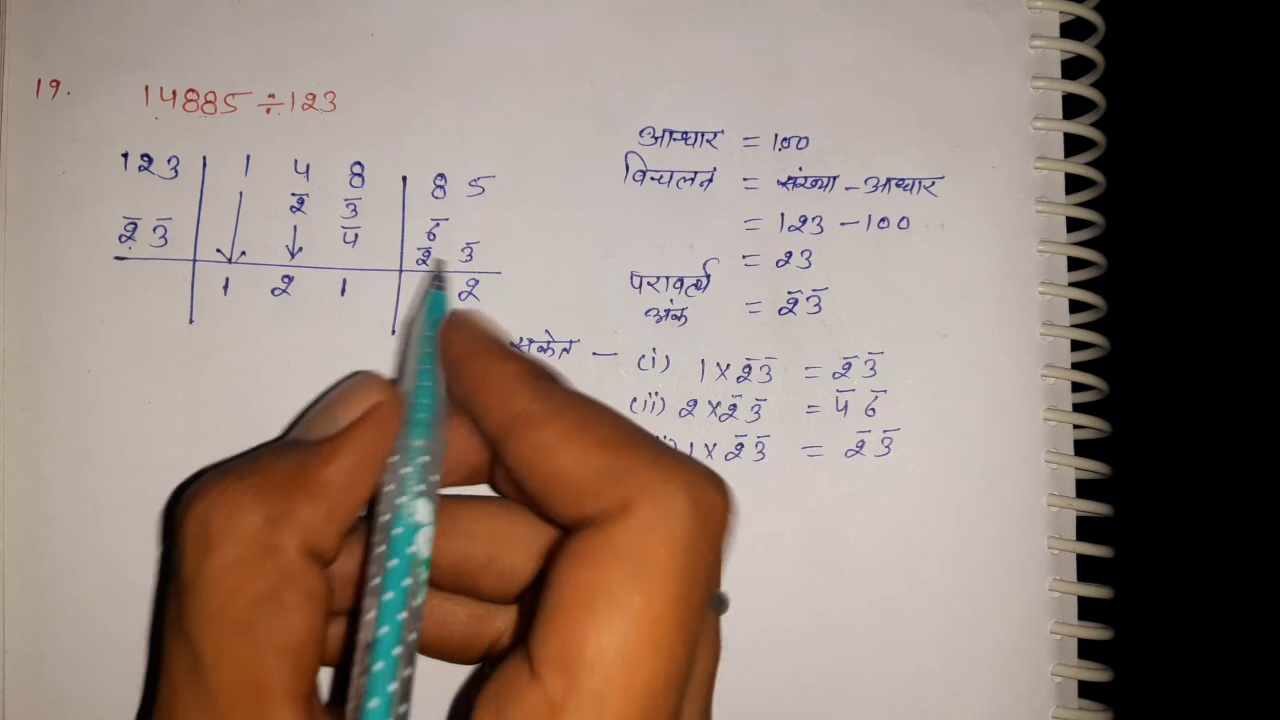 19. 14885 ÷ 123
123 | 1 4 8 | 8 5
2̄ 3̄
2̄ 3̄ | 4̄ | 6̄
2̄ 3̄
1 2 1 | 2
आधार = 100
विचलन = संख्या - आधार
= 123 - 100
= 23
परावर्त्य अंक = 2̄3̄
संकेत - (i) 1 × 2̄3̄ = 2̄3̄
(ii) 2 × 2̄3̄ = 4̄ 6̄
1 × 2̄3̄ = 2̄3̄